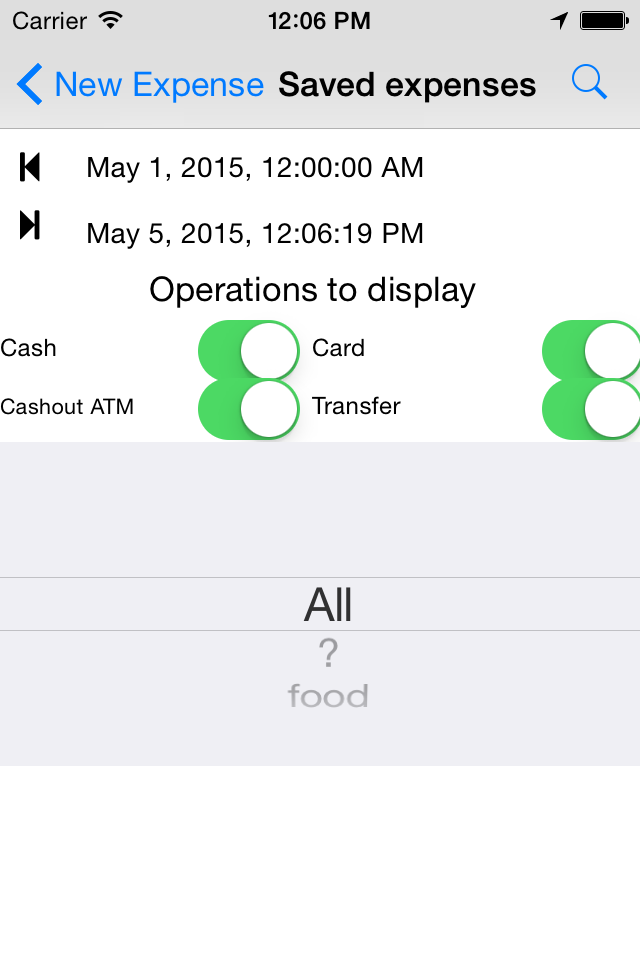 Carrier 12:06 PM
New Expense Saved expenses
May 1, 2015, 12:00:00 AM
May 5, 2015, 12:06:19 PM
Operations to display
Cash Card
Cashout ATM Transfer
All
?
food